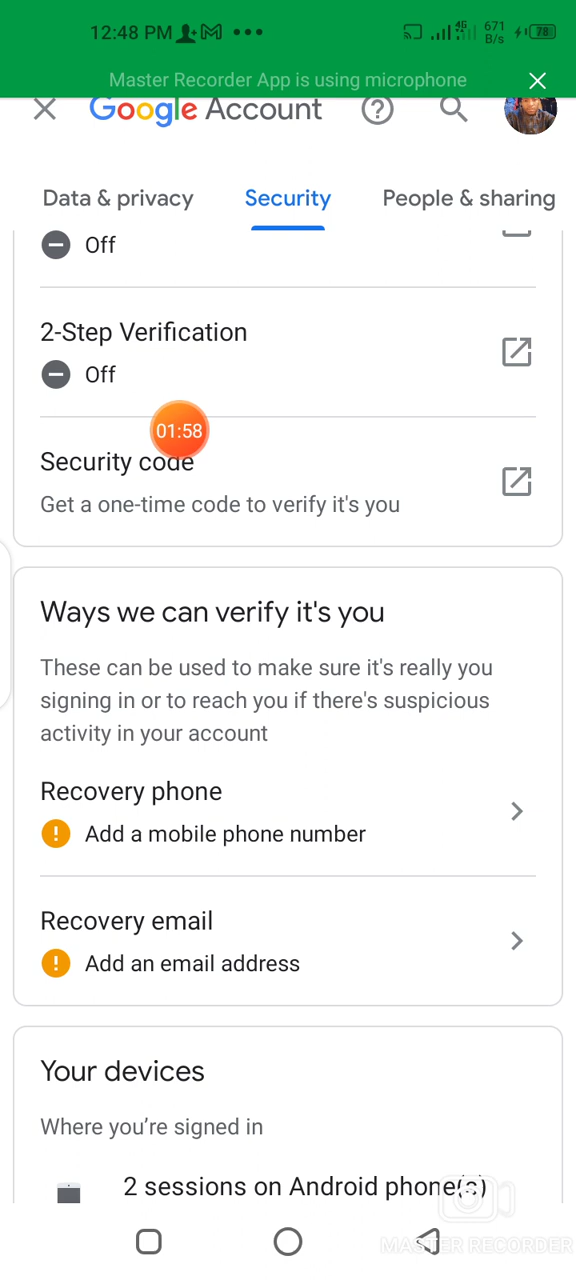 12:48 PM
4G
671 B/s
78
Master Recorder App is using microphone
Google Account
Data & privacy
Security
People & sharing
Off
2-Step Verification
Off
01:58
Security code
Get a one-time code to verify it's you
Ways we can verify it's you
These can be used to make sure it's really you
signing in or to reach you if there's suspicious
activity in your account
Recovery phone
Add a mobile phone number
Recovery email
Add an email address
Your devices
Where you're signed in
2 sessions on Android phone(s)
MASTER RECORDER